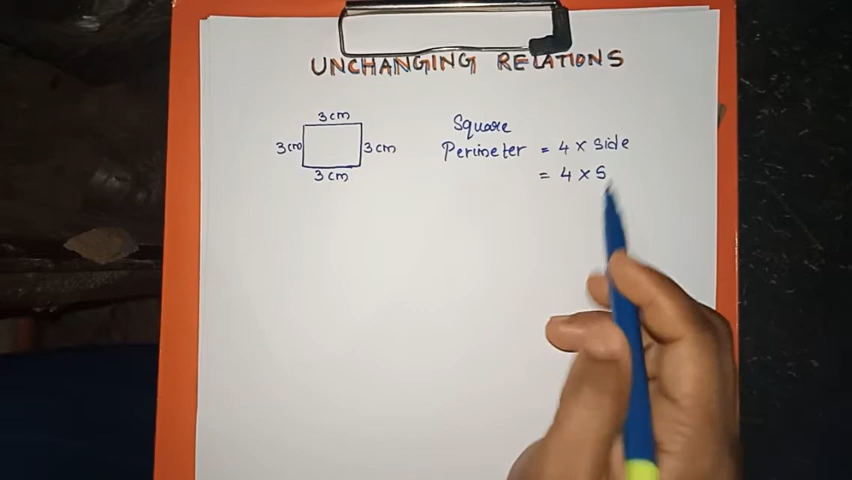 UNCHANGING RELATIONS
3 cm
3 cm
3 cm
3 cm
Square
Perimeter = 4 × Side
= 4 × S